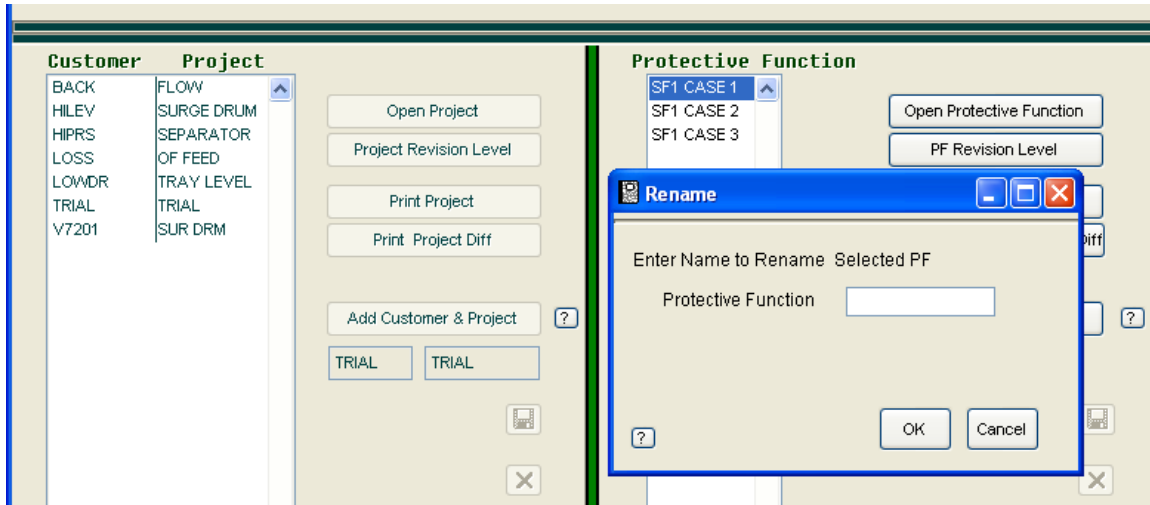 Customer Project
BACK FLOW
HILEV SURGE DRUM
HIPRS SEPARATOR
LOSS OF FEED
LOWDR TRAY LEVEL
TRIAL TRIAL
V7201 SUR DRM
Open Project
Project Revision Level
Print Project
Print Project Diff
Add Customer & Project ?
TRIAL TRIAL
Protective Function
SF1 CASE 1
SF1 CASE 2
SF1 CASE 3
Open Protective Function
PF Revision Level
Diff
?
Rename
Enter Name to Rename Selected PF
Protective Function
?
OK Cancel